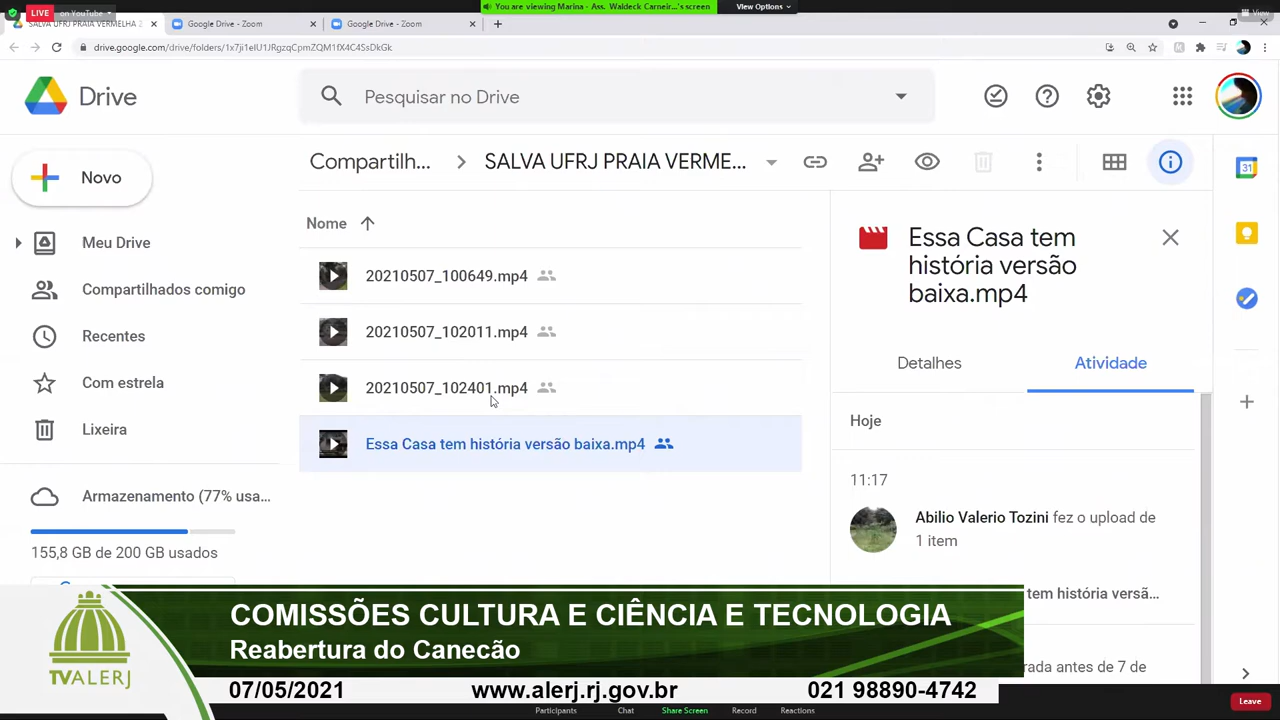 LIVE on YouTube
You are viewing Marina - Ass. Waldeck Carneir...'s screen
View Options
View
SALVA UFRJ PRAIA VERMELHA 2
Google Drive - Zoom
Google Drive - Zoom
drive.google.com/drive/folders/1x7ji1eIU1JRgzqCpmZQM1fX4C4SsDkGk
Drive
Pesquisar no Drive
Novo
Compartilh... > SALVA UFRJ PRAIA VERME...
31
Meu Drive
Compartilhados comigo
Recentes
Com estrela
Lixeira
Armazenamento (77% usa...
155,8 GB de 200 GB usados
Nome
20210507_100649.mp4
20210507_102011.mp4
20210507_102401.mp4
Essa Casa tem história versão baixa.mp4
Essa Casa tem
história versão
baixa.mp4
Detalhes
Atividade
Hoje
11:17
Abilio Valerio Tozini fez o upload de
1 item
tem história versã...
rada antes de 7 de
COMISSÕES CULTURA E CIÊNCIA E TECNOLOGIA
Reabertura do Canecão
TVALERJ
07/05/2021
www.alerj.rj.gov.br
021 98890-4742
Participants
Chat
Share Screen
Record
Reactions
Leave